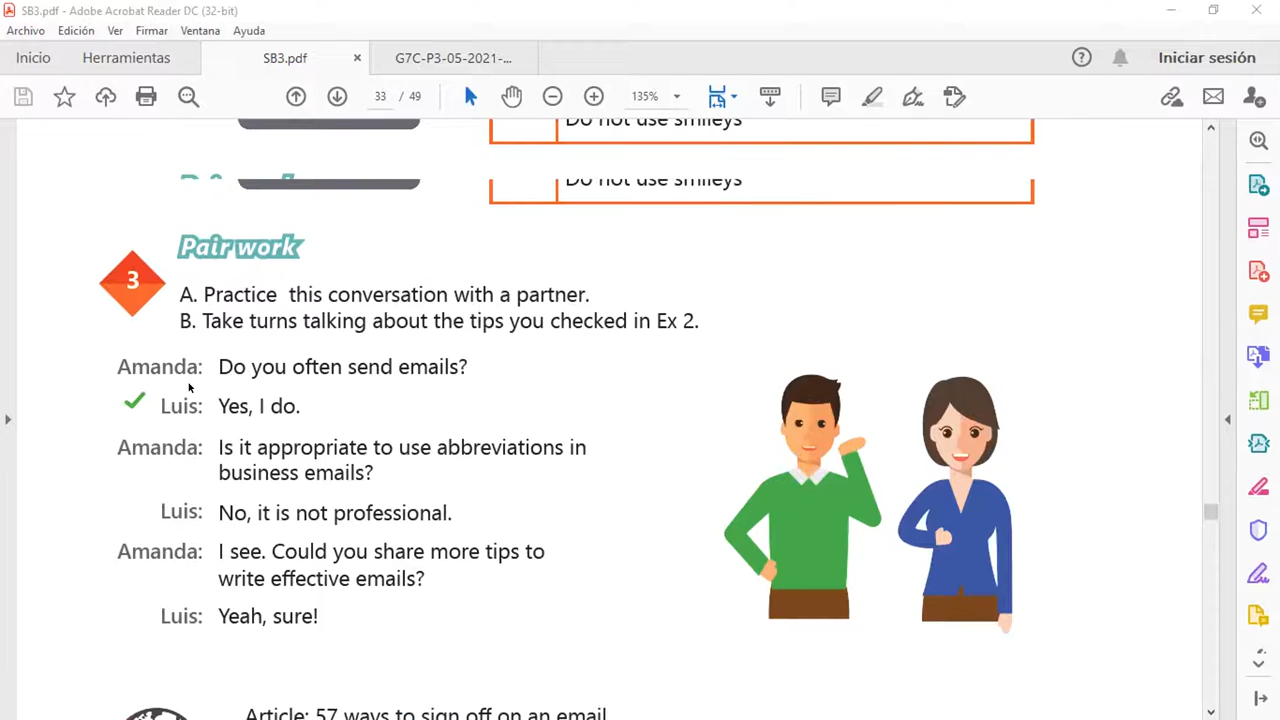 SB3.pdf - Adobe Acrobat Reader DC (32-bit)
Archivo Edición Ver Firmar Ventana Ayuda
Inicio Herramientas SB3.pdf × G7C-P3-05-2021-... Iniciar sesión
33 / 49 135%
Do not use smileys
Do not use smileys
Pair work
3
A. Practice this conversation with a partner.
B. Take turns talking about the tips you checked in Ex 2.
Amanda: Do you often send emails?
Luis: Yes, I do.
Amanda: Is it appropriate to use abbreviations in
business emails?
Luis: No, it is not professional.
Amanda: I see. Could you share more tips to
write effective emails?
Luis: Yeah, sure!
Article: 57 ways to sign off on an email